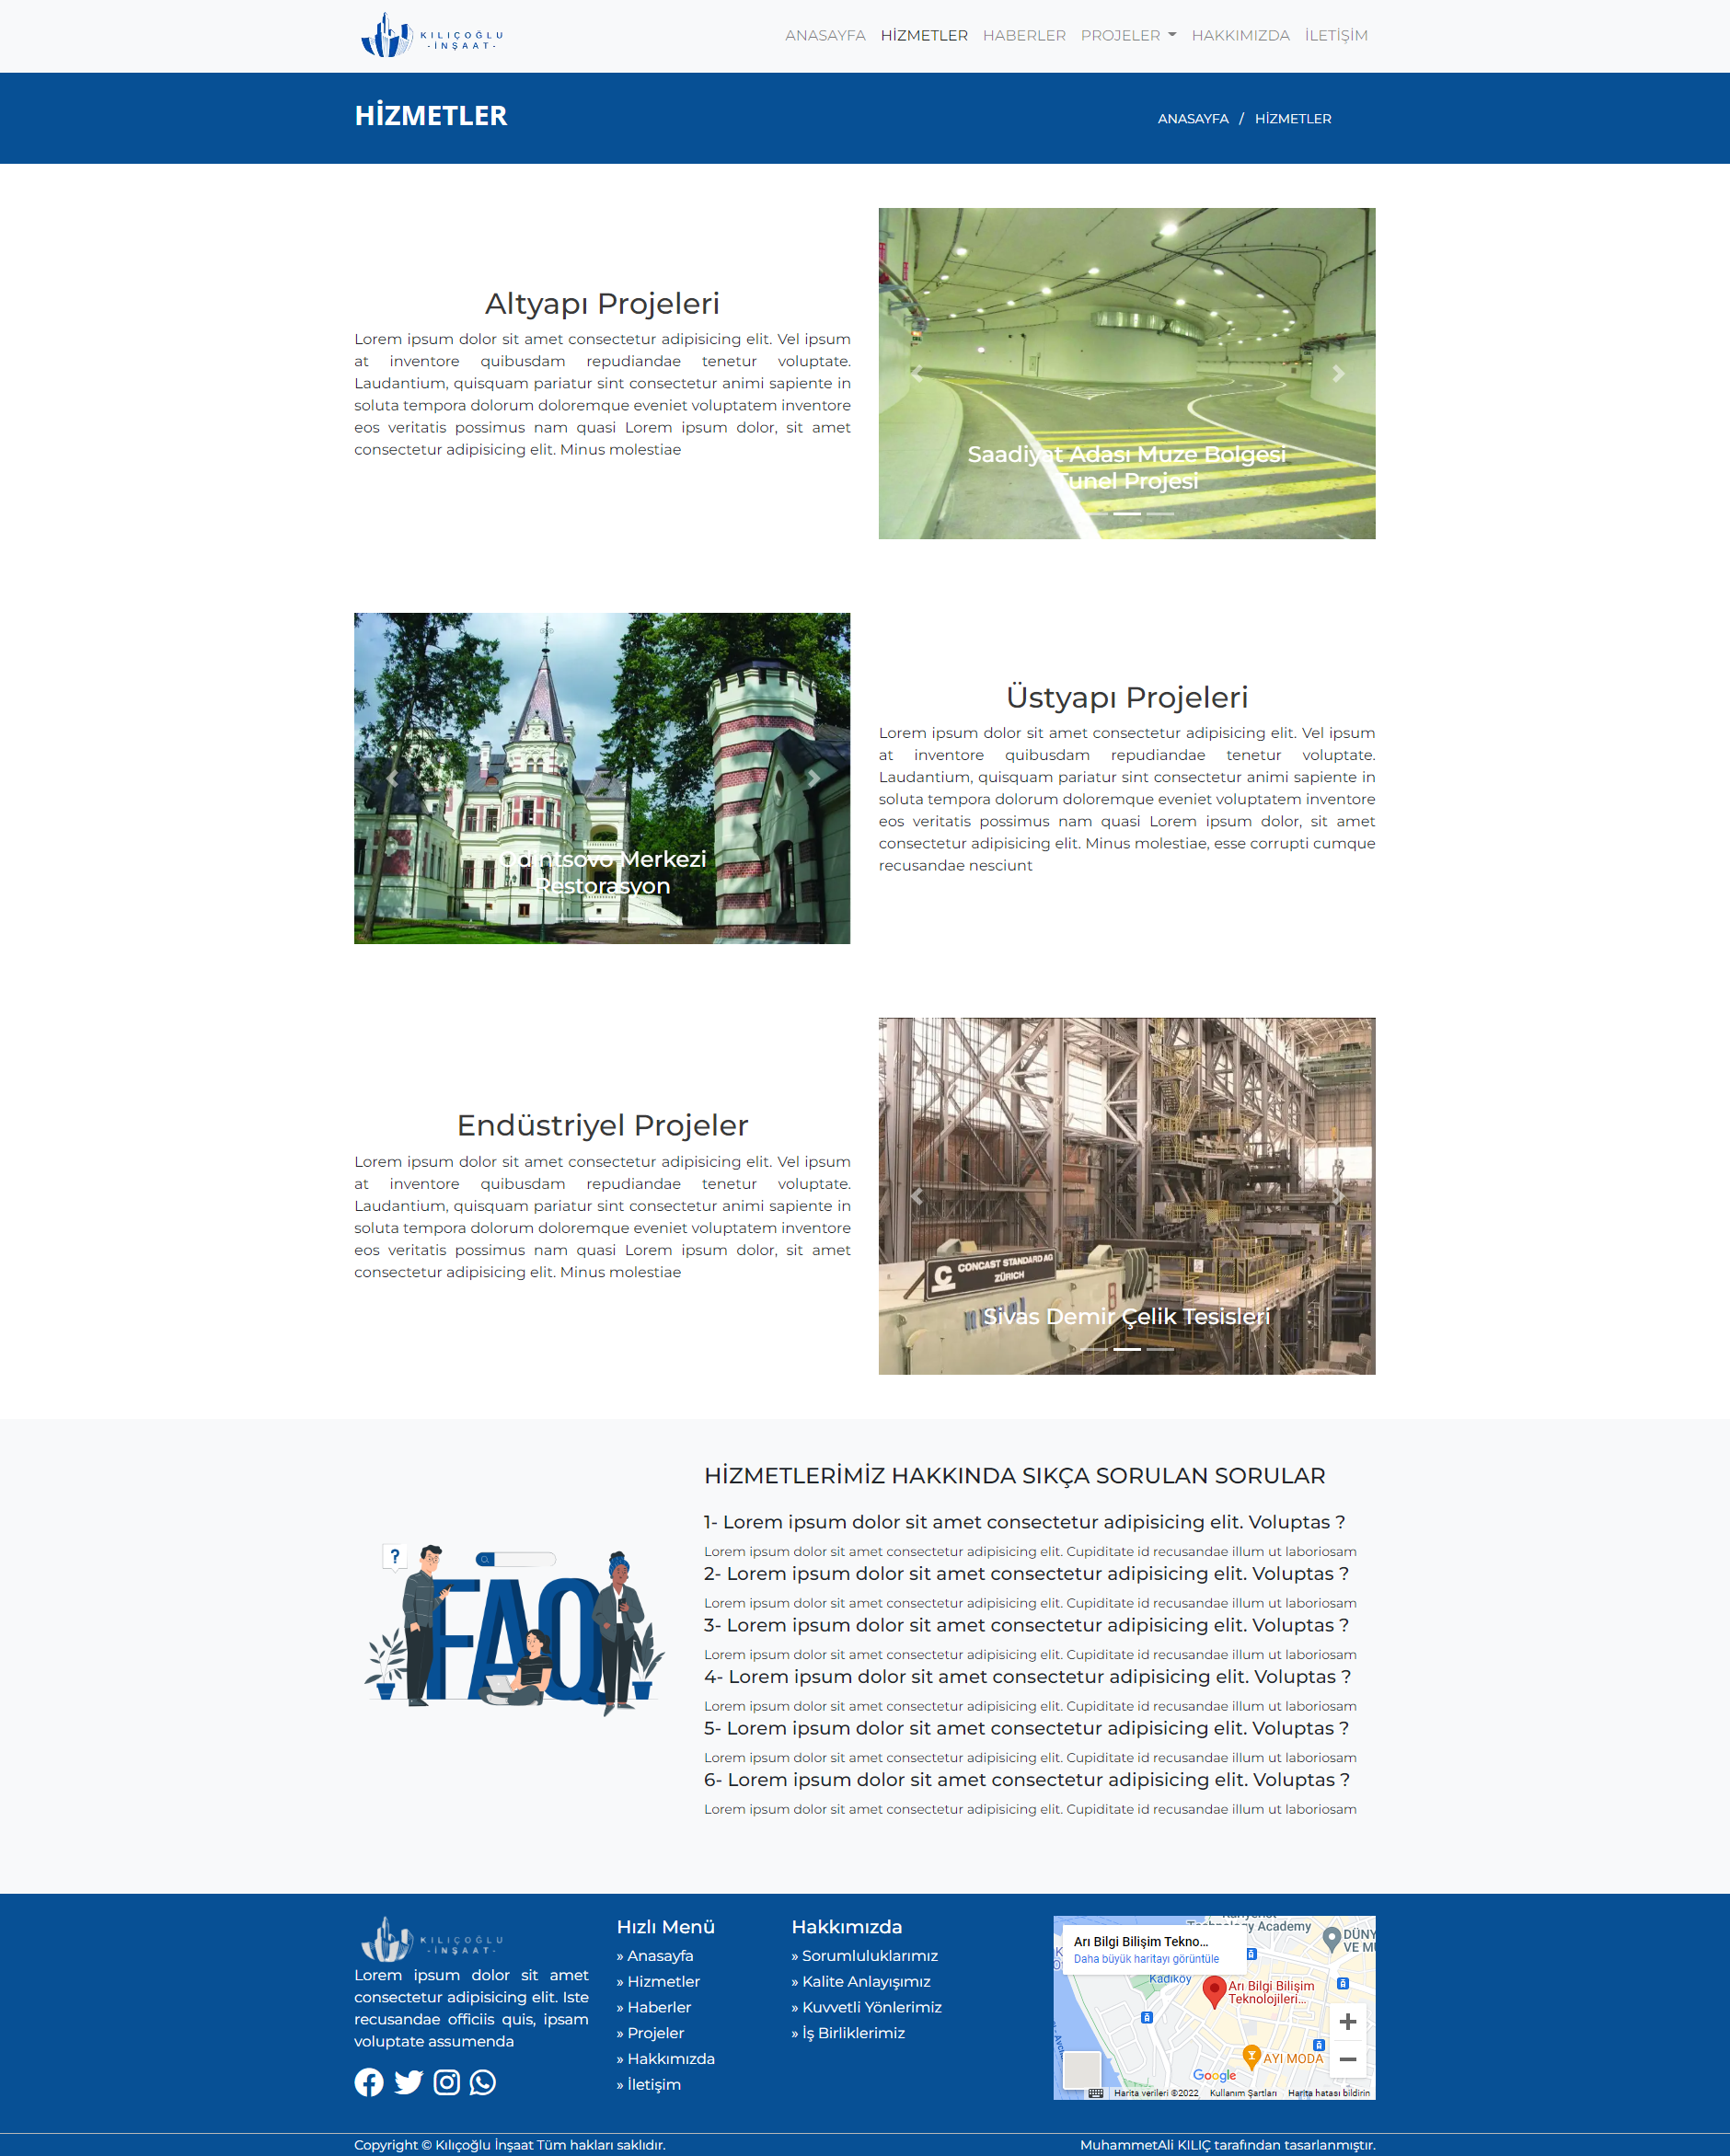 KILIÇOĞLU
-İNŞAAT-
ANASAYFA HİZMETLER HABERLER PROJELER HAKKIMIZDA İLETİŞİM
HİZMETLER
ANASAYFA / HİZMETLER
Altyapı Projeleri
Lorem ipsum dolor sit amet consectetur adipisicing elit. Vel ipsum
at inventore quibusdam repudiandae tenetur voluptate.
Laudantium, quisquam pariatur sint consectetur animi sapiente in
soluta tempora dolorum doloremque eveniet voluptatem inventore
eos veritatis possimus nam quasi Lorem ipsum dolor, sit amet
consectetur adipisicing elit. Minus molestiae
Saadiyat Adası Muze Bolgesi
Tunel Projesi
Odintsovo Merkezi
Restorasyon
Üstyapı Projeleri
Lorem ipsum dolor sit amet consectetur adipisicing elit. Vel ipsum
at inventore quibusdam repudiandae tenetur voluptate.
Laudantium, quisquam pariatur sint consectetur animi sapiente in
soluta tempora dolorum doloremque eveniet voluptatem inventore
eos veritatis possimus nam quasi Lorem ipsum dolor, sit amet
consectetur adipisicing elit. Minus molestiae, esse corrupti cumque
recusandae nesciunt
Endüstriyel Projeler
Lorem ipsum dolor sit amet consectetur adipisicing elit. Vel ipsum
at inventore quibusdam repudiandae tenetur voluptate.
Laudantium, quisquam pariatur sint consectetur animi sapiente in
soluta tempora dolorum doloremque eveniet voluptatem inventore
eos veritatis possimus nam quasi Lorem ipsum dolor, sit amet
consectetur adipisicing elit. Minus molestiae
CONCAST STANDARD AG
ZÜRICH
Sivas Demir Çelik Tesisleri
HİZMETLERİMİZ HAKKINDA SIKÇA SORULAN SORULAR
1- Lorem ipsum dolor sit amet consectetur adipisicing elit. Voluptas ?
Lorem ipsum dolor sit amet consectetur adipisicing elit. Cupiditate id recusandae illum ut laboriosam
2- Lorem ipsum dolor sit amet consectetur adipisicing elit. Voluptas ?
Lorem ipsum dolor sit amet consectetur adipisicing elit. Cupiditate id recusandae illum ut laboriosam
3- Lorem ipsum dolor sit amet consectetur adipisicing elit. Voluptas ?
Lorem ipsum dolor sit amet consectetur adipisicing elit. Cupiditate id recusandae illum ut laboriosam
4- Lorem ipsum dolor sit amet consectetur adipisicing elit. Voluptas ?
Lorem ipsum dolor sit amet consectetur adipisicing elit. Cupiditate id recusandae illum ut laboriosam
5- Lorem ipsum dolor sit amet consectetur adipisicing elit. Voluptas ?
Lorem ipsum dolor sit amet consectetur adipisicing elit. Cupiditate id recusandae illum ut laboriosam
6- Lorem ipsum dolor sit amet consectetur adipisicing elit. Voluptas ?
Lorem ipsum dolor sit amet consectetur adipisicing elit. Cupiditate id recusandae illum ut laboriosam
?
FAQ
KILIÇOĞLU
-İNŞAAT-
Lorem ipsum dolor sit amet
consectetur adipisicing elit. Iste
recusandae officiis quis, ipsam
voluptate assumenda
Hızlı Menü
» Anasayfa
» Hizmetler
» Haberler
» Projeler
» Hakkımızda
» İletişim
Hakkımızda
» Sorumluluklarımız
» Kalite Anlayışımız
» Kuvvetli Yönlerimiz
» İş Birliklerimiz
Technology Academy
Arı Bilgi Bilişim Tekno...
Daha büyük haritayı görüntüle
Kadıköy
Arı Bilgi Bilişim
Teknolojileri...
AYI MODA
Google
Harita verileri ©2022 Kullanım Şartları Harita hatası bildirin
Copyright © Kılıçoğlu İnşaat Tüm hakları saklıdır.
MuhammetAli KILIÇ tarafından tasarlanmıştır.